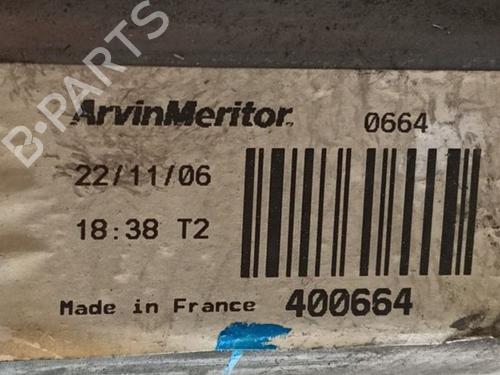 B-PARTS
ArvinMeritor 0664
22/11/06
18:38 T2
Made in France 400664